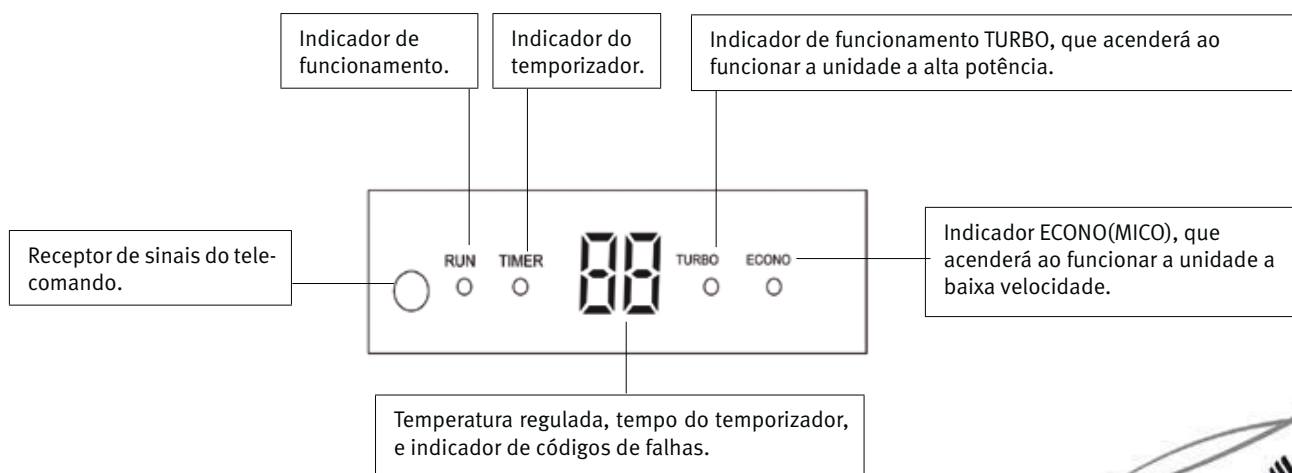 Indicador de
funcionamento.
Indicador do
temporizador.
Indicador de funcionamento TURBO, que acenderá ao
funcionar a unidade a alta potência.
Receptor de sinais do tele-
comando.
RUN
TIMER
88
TURBO
ECONO
Indicador ECONO(MICO), que
acenderá ao funcionar a unidade a
baixa velocidade.
Temperatura regulada, tempo do temporizador,
e indicador de códigos de falhas.